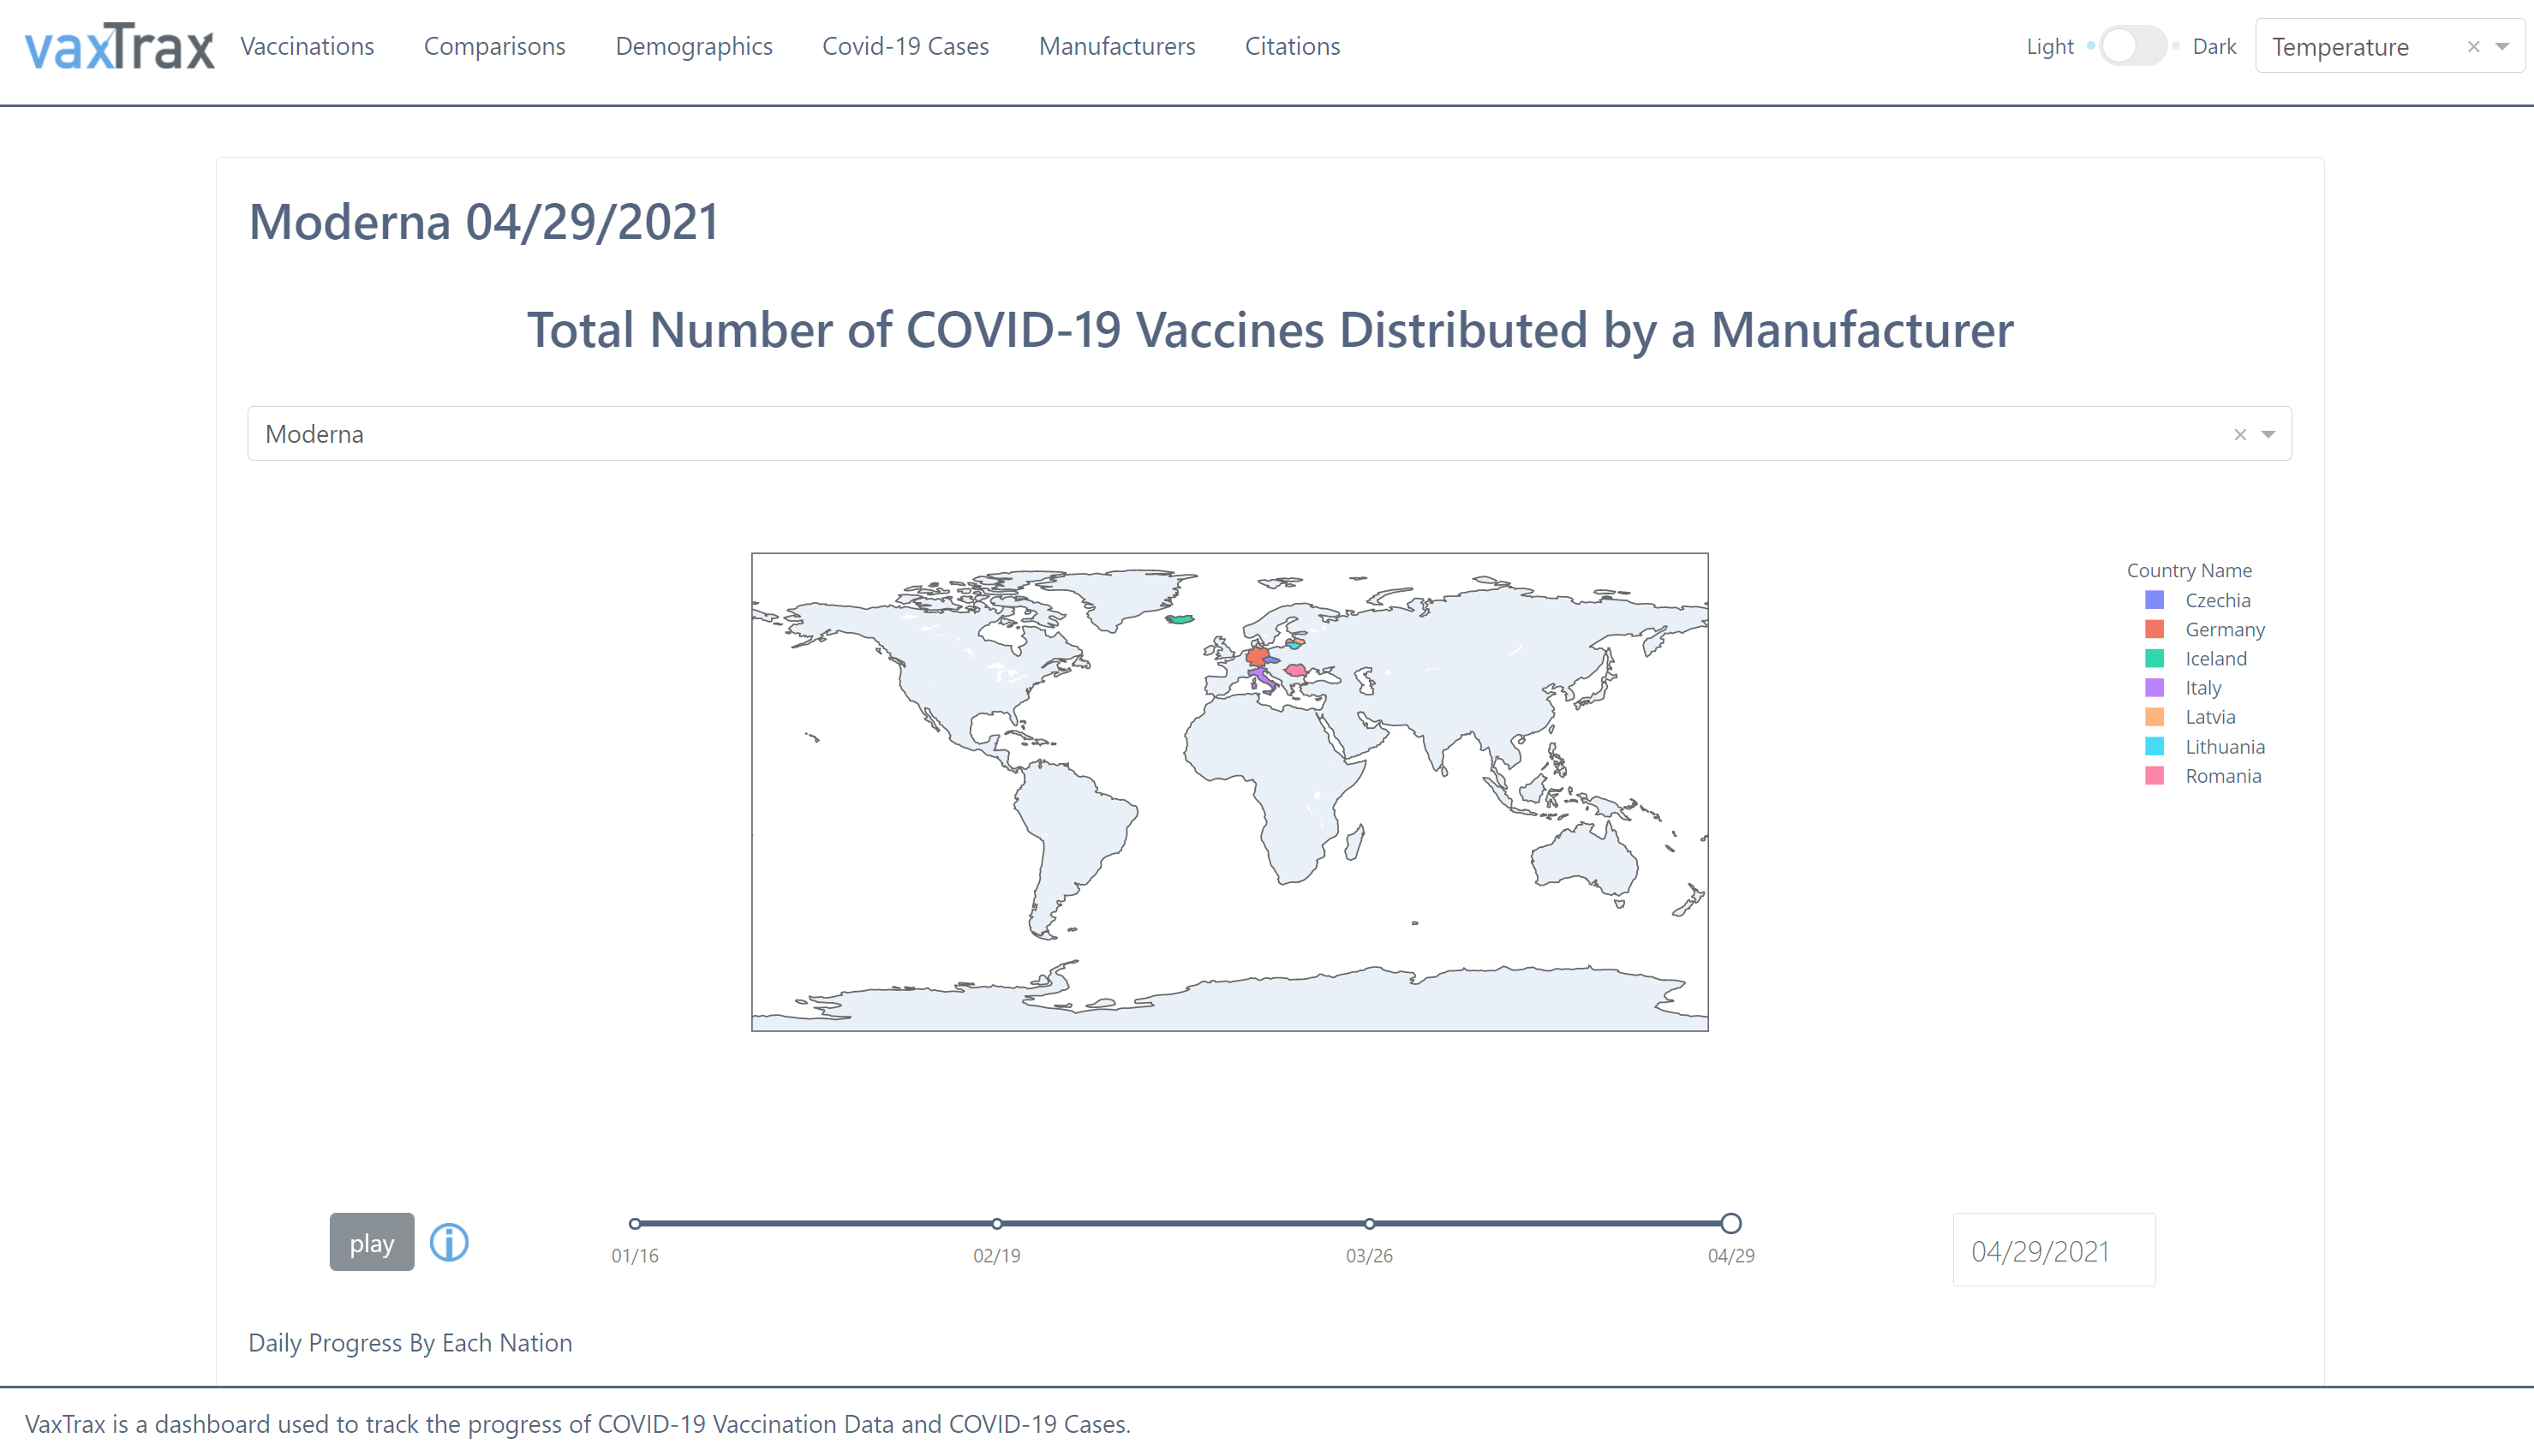 vaxTrax Vaccinations Comparisons Demographics Covid-19 Cases Manufacturers Citations Light Dark Temperature × 
Moderna 04/29/2021
Total Number of COVID-19 Vaccines Distributed by a Manufacturer
Moderna ×
Country Name
Czechia
Germany
Iceland
Italy
Latvia
Lithuania
Romania
play
01/16 02/19 03/26 04/29
04/29/2021
Daily Progress By Each Nation
VaxTrax is a dashboard used to track the progress of COVID-19 Vaccination Data and COVID-19 Cases.